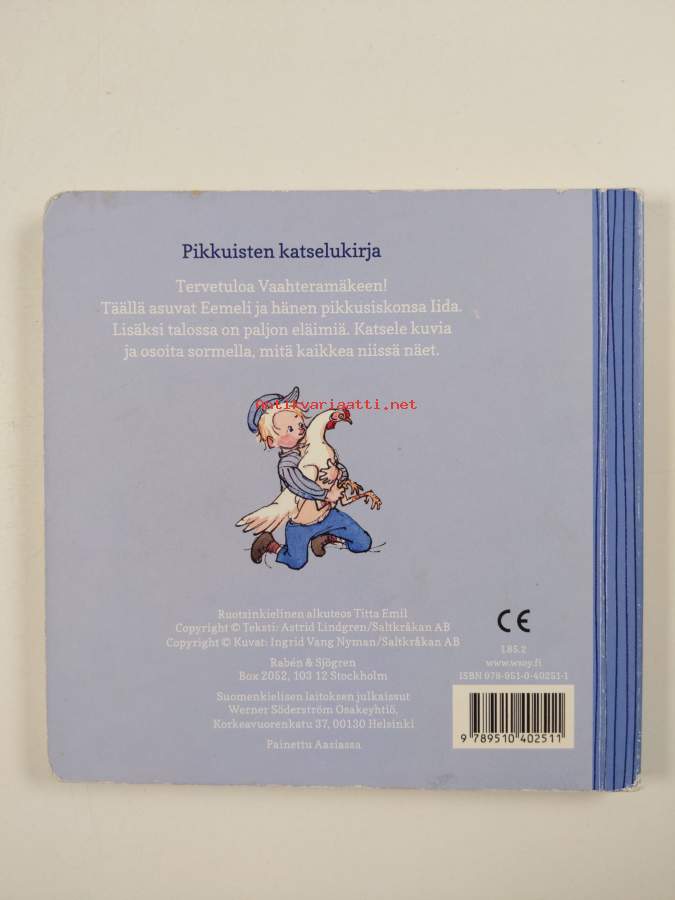 Pikkuisten katselukirja
Tervetuloa Vaahteramäkeen!
Täällä asuvat Eemeli ja hänen pikkusiskonsa Iida.
Lisäksi talossa on paljon eläimiä. Katsele kuvia
ja osoita sormella, mitä kaikkea niissä näet.
antikvariaatti.net
Ruotsinkielinen alkuteos Titta Emil
Copyright © Teksti: Astrid Lindgren/Saltkråkan AB
Copyright © Kuvat: Ingrid Vang Nyman/Saltkråkan AB
Rabén & Sjögren
Box 2052, 103 12 Stockholm
Suomenkielisen laitoksen julkaissut
Werner Söderström Osakeyhtiö,
Korkeavuorenkatu 37, 00130 Helsinki
Painettu Aasiassa
CE
L85.2
www.wsoy.fi
ISBN 978-951-0-40251-1
9 789510 402511